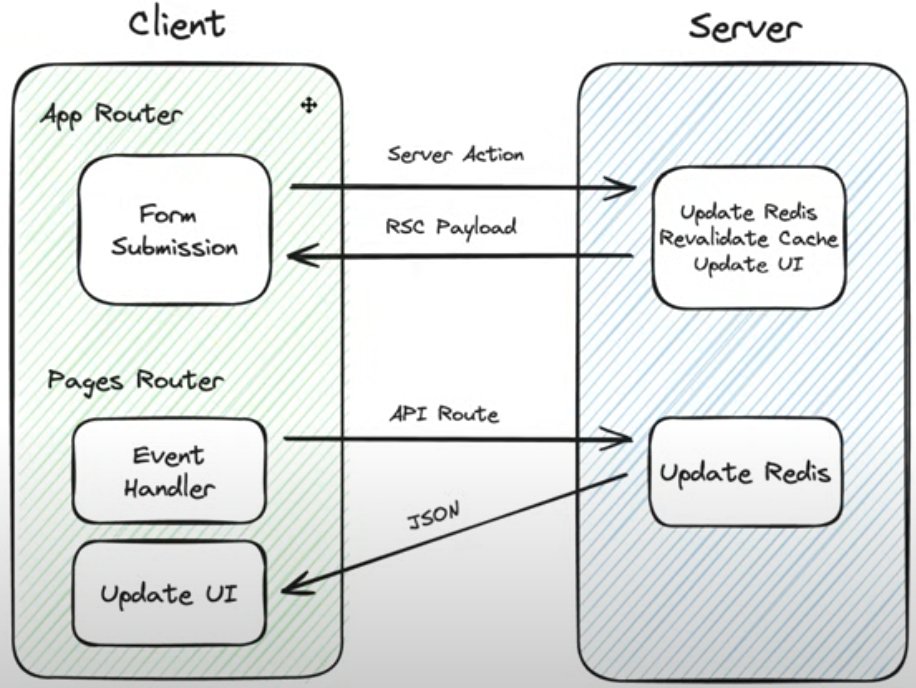 Client
Server
App Router
Form
Submission
Server Action
RSC Payload
Update Redis
Revalidate Cache
Update UI
Pages Router
Event
Handler
API Route
Update Redis
JSON
Update UI